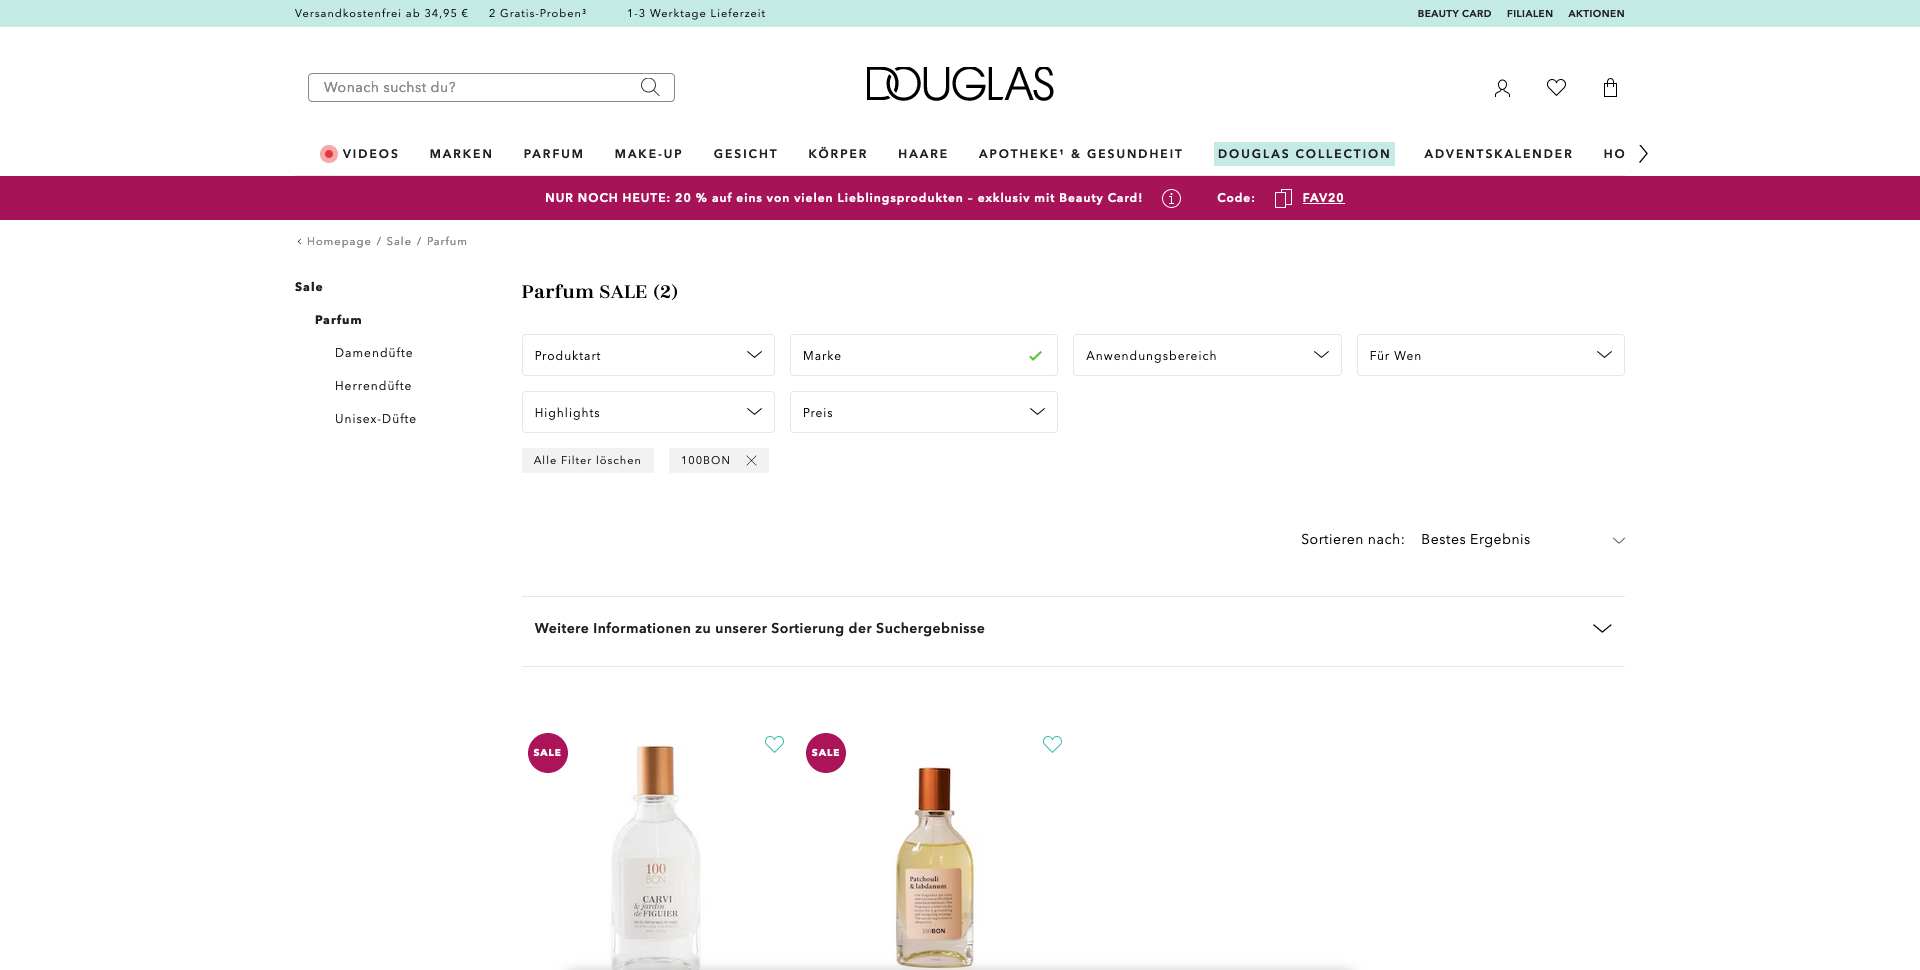 Versandkostenfrei ab 34,95 € 2 Gratis-Proben³ 1-3 Werktage Lieferzeit BEAUTY CARD FILIALEN AKTIONEN
Wonach suchst du?
DOUGLAS
VIDEOS MARKEN PARFUM MAKE-UP GESICHT KÖRPER HAARE APOTHEKE¹ & GESUNDHEIT DOUGLAS COLLECTION ADVENTSKALENDER HO
NUR NOCH HEUTE: 20 % auf eins von vielen Lieblingsprodukten – exklusiv mit Beauty Card! Code: FAV20
Homepage / Sale / Parfum
Sale
Parfum
Damendüfte
Herrendüfte
Unisex-Düfte
Parfum SALE (2)
Produktart Marke Anwendungsbereich Für Wen
Highlights Preis
Alle Filter löschen 100BON
Sortieren nach: Bestes Ergebnis
Weitere Informationen zu unserer Sortierung der Suchergebnisse
SALE
100
BON
CARVI
& jardin
de FIGUIER
SALE
Patchouli
& labdanum
100BON